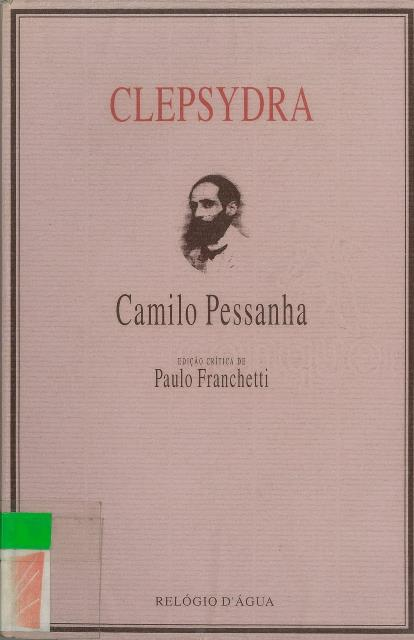 CLEPSYDRA
Camilo Pessanha
EDIÇÃO CRÍTICA DE
Paulo Franchetti
RELÓGIO D'ÁGUA